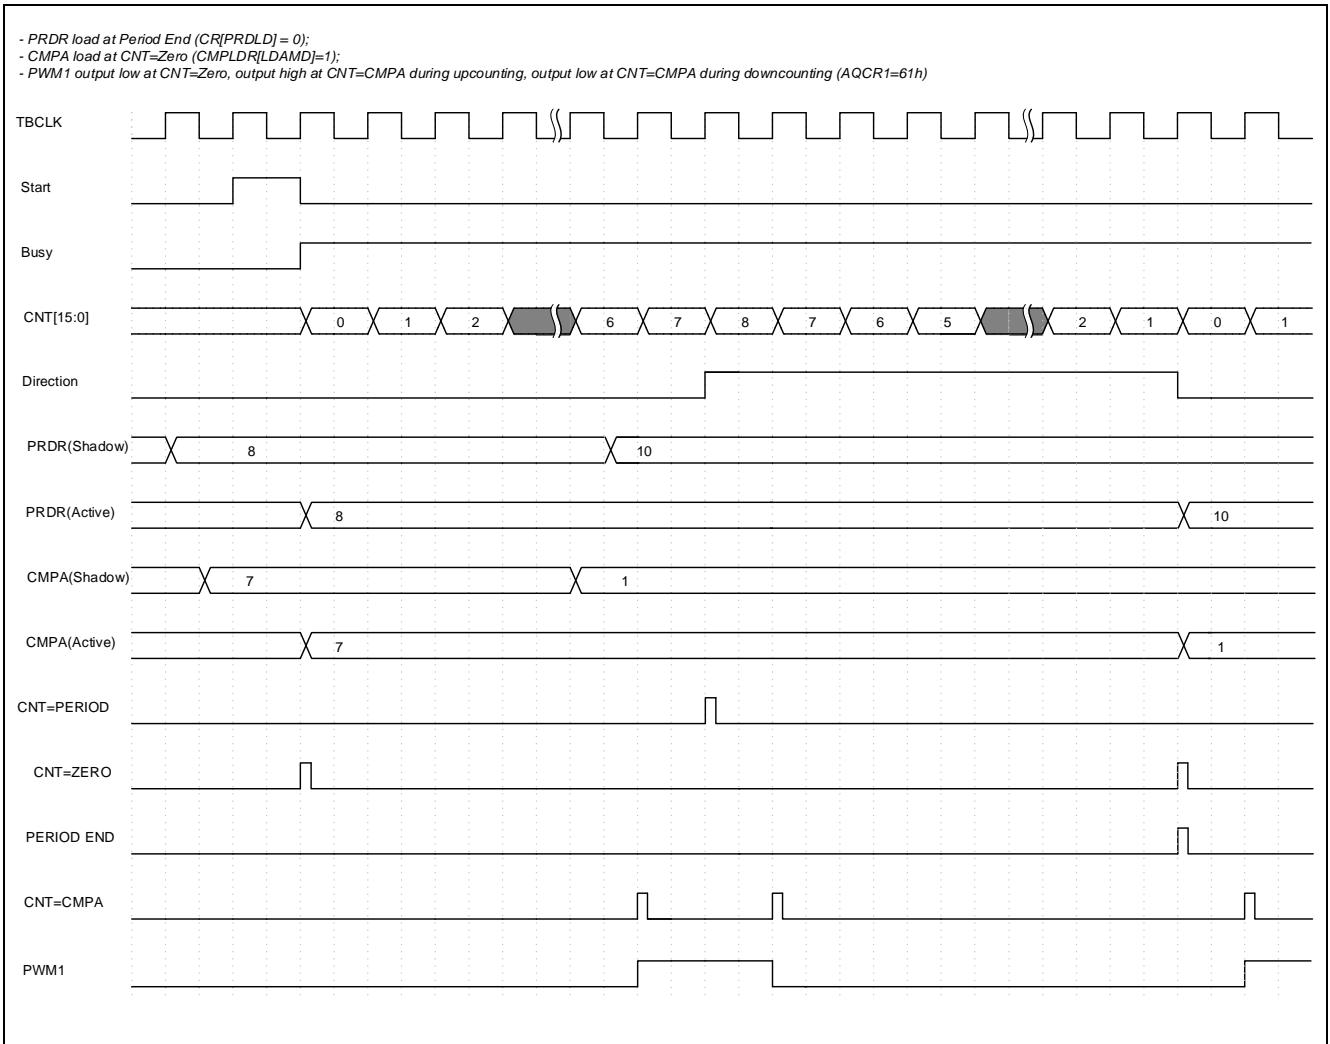 - PRDR load at Period End (CR[PRDLD] = 0);
- CMPA load at CNT=Zero (CMPLDR[LDAMD]=1);
- PWM1 output low at CNT=Zero, output high at CNT=CMPA during upcounting, output low at CNT=CMPA during downcounting (AQCR1=61h)
TBCLK
Start
Busy
CNT[15:0] 0 1 2 6 7 8 7 6 5 2 1 0 1
Direction
PRDR(Shadow) 8 10
PRDR(Active) 8 10
CMPA(Shadow) 7 1
CMPA(Active) 7 1
CNT=PERIOD
CNT=ZERO
PERIOD END
CNT=CMPA
PWM1